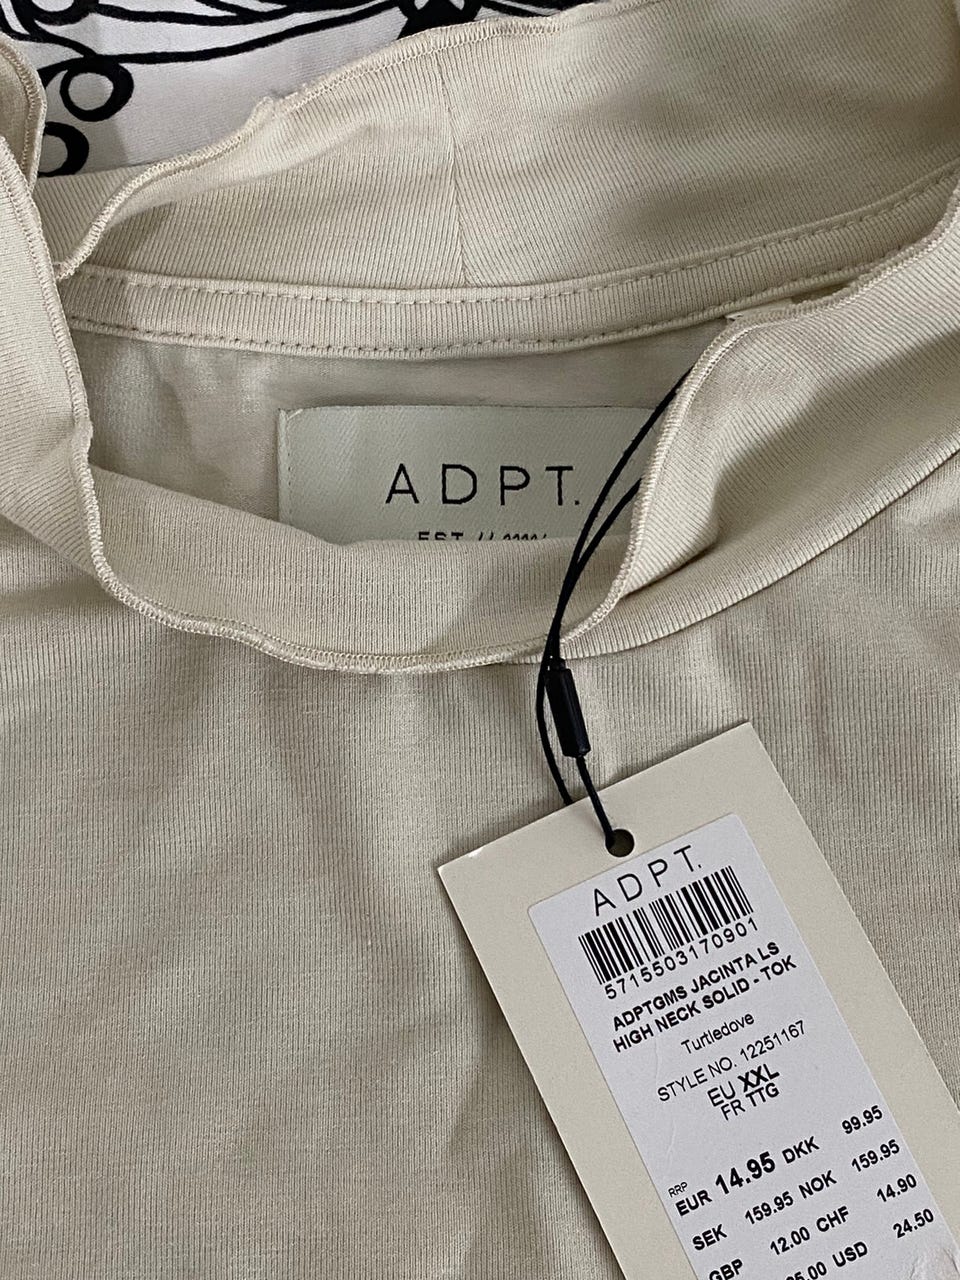 ADPT.
EST
ADPT.
5715503170901
ADPTGMS JACINTA LS
HIGH NECK SOLID - TOK
Turtledove
STYLE NO. 12251167
EU XXL
FR TTG
RRP
EUR 14.95 DKK 99.95
SEK 159.95 NOK 159.95
GBP 12.00 CHF 14.90
USD 24.50